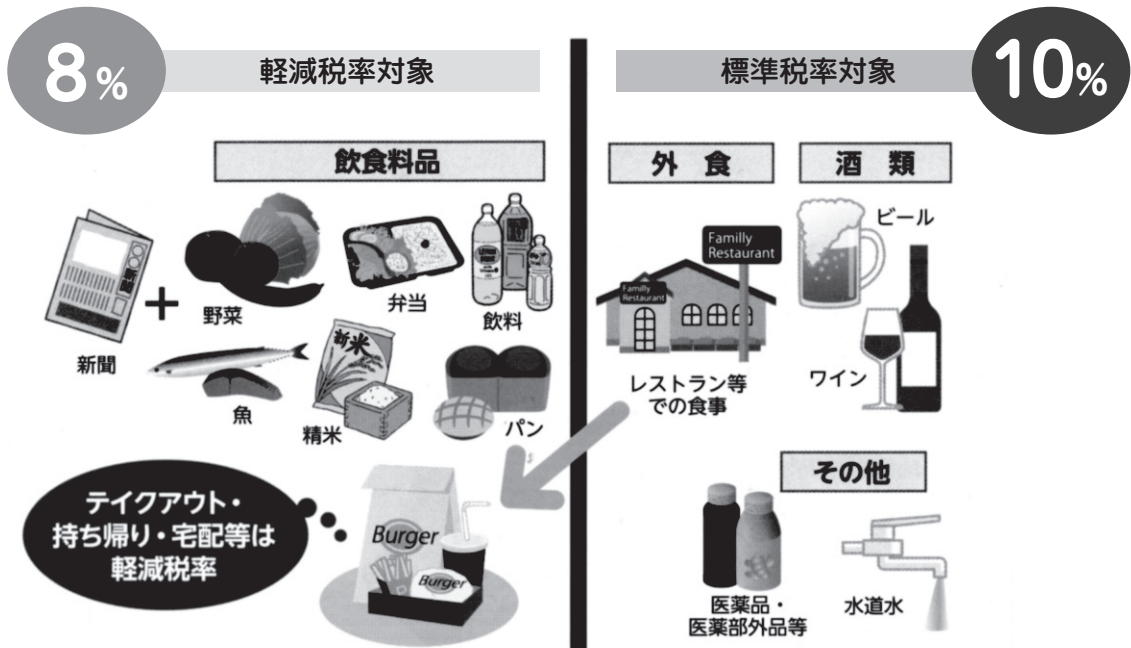 8%
軽減税率対象
標準税率対象
10%
飲食料品
外 食
酒 類
ビール
Familly
Restaurant
Familly
Restaurant
新聞
+
野菜
弁当
飲料
新聞
新米
魚
精米
パン
レストラン等
での食事
ワイン
テイクアウト・
持ち帰り・宅配等は
軽減税率
Burger
Burger
その他
医薬品・
医薬部外品等
水道水